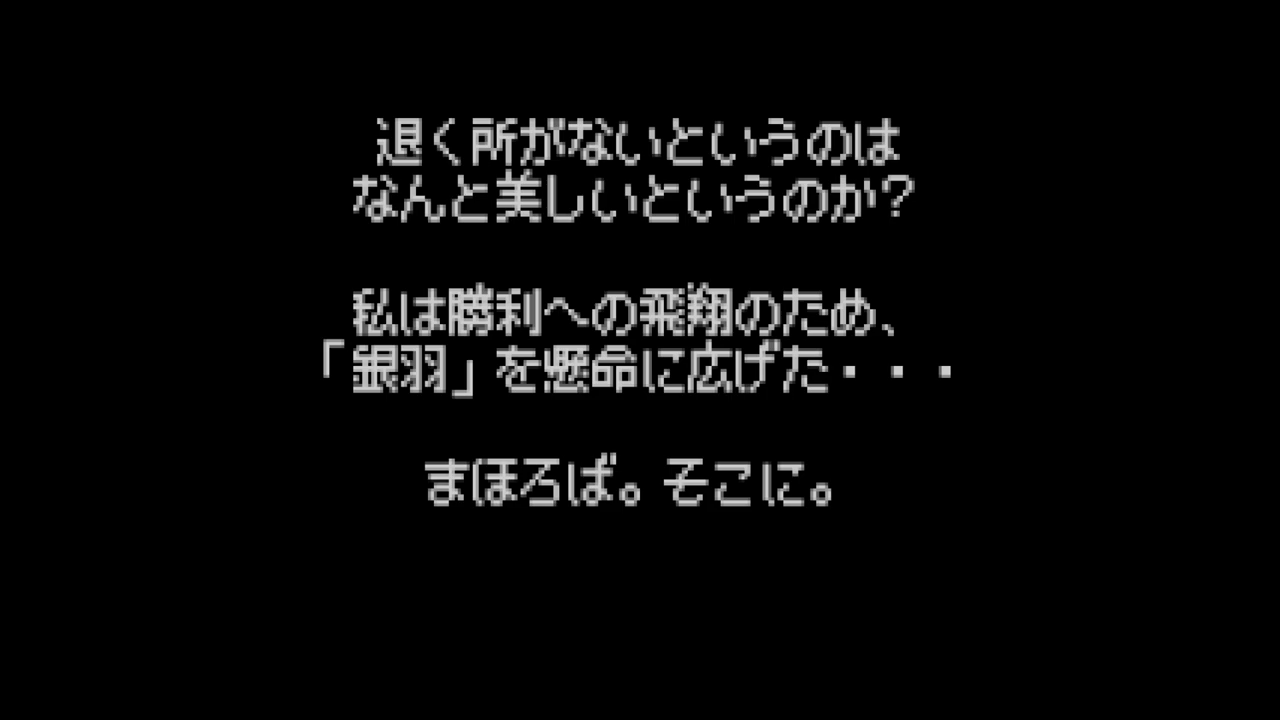 退く所がないというのは
なんと美しいというのか?
私は勝利への飛翔のため、
「銀羽」を懸命に広げた・・・
まほろば。そこに。